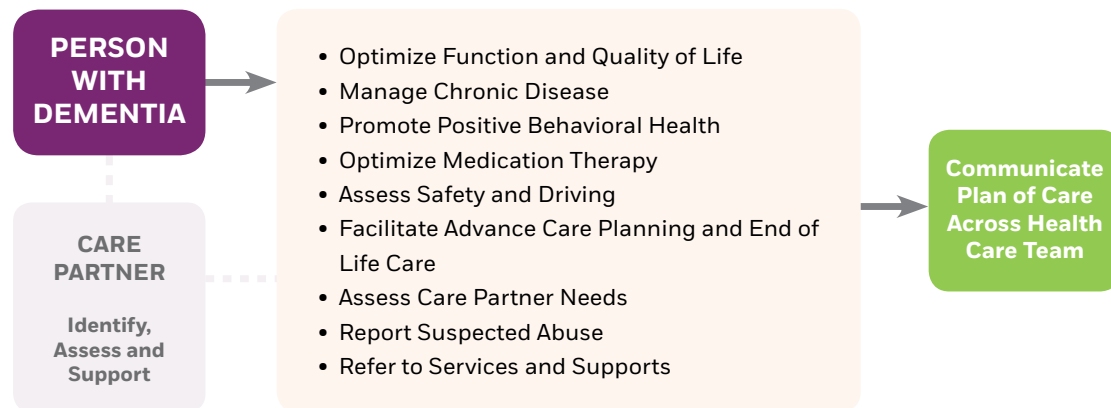 PERSON
WITH
DEMENTIA
CARE
PARTNER
Identify,
Assess and
Support
• Optimize Function and Quality of Life
• Manage Chronic Disease
• Promote Positive Behavioral Health
• Optimize Medication Therapy
• Assess Safety and Driving
• Facilitate Advance Care Planning and End of
Life Care
• Assess Care Partner Needs
• Report Suspected Abuse
• Refer to Services and Supports
Communicate
Plan of Care
Across Health
Care Team